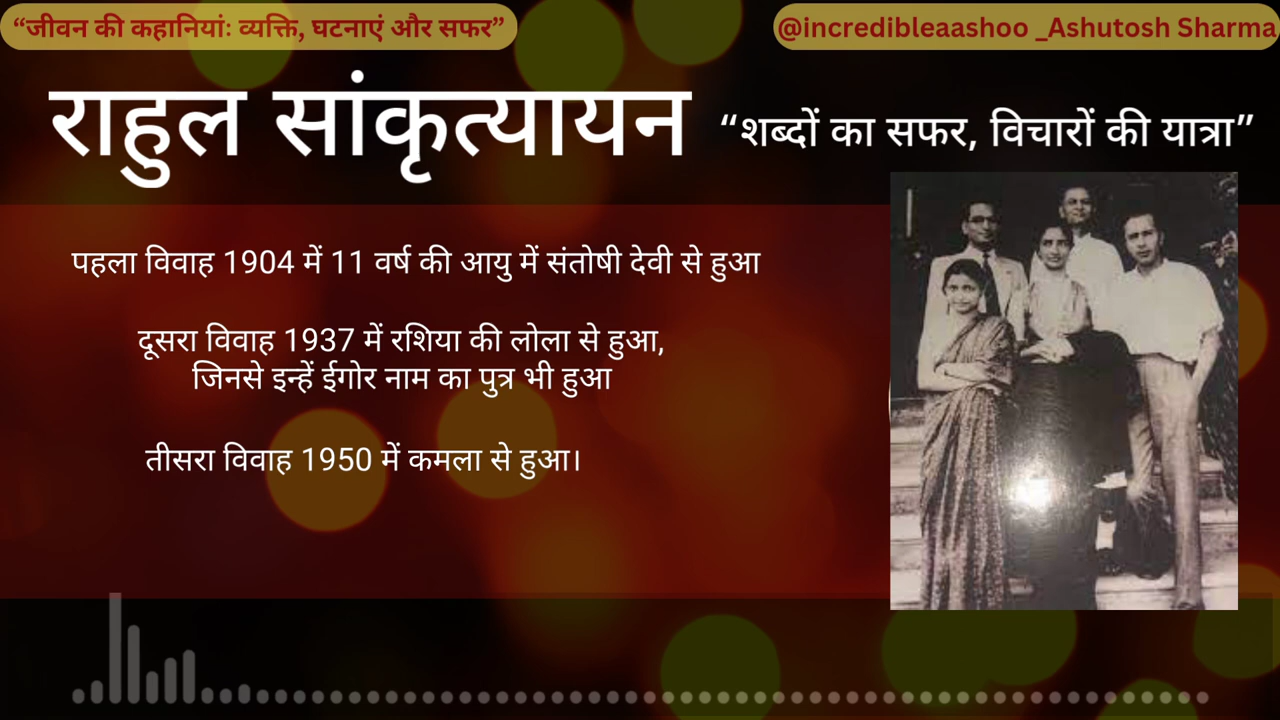 “जीवन की कहानियां: व्यक्ति, घटनाएं और सफर”
@incredibleaashoo _Ashutosh Sharma
राहुल सांकृत्यायन
“शब्दों का सफर, विचारों की यात्रा”
पहला विवाह 1904 में 11 वर्ष की आयु में संतोषी देवी से हुआ
दूसरा विवाह 1937 में रशिया की लोला से हुआ,
जिनसे इन्हें ईगोर नाम का पुत्र भी हुआ
तीसरा विवाह 1950 में कमला से हुआ।